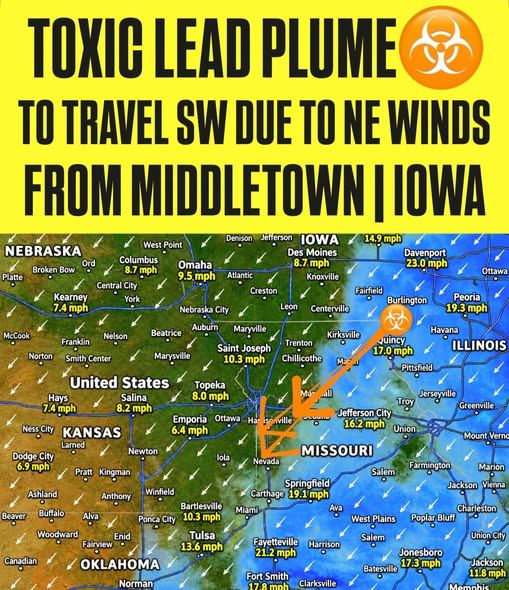 TOXIC LEAD PLUME
TO TRAVEL SW DUE TO NE WINDS
FROM MIDDLETOWN | IOWA
NEBRASKA
West Point
Denison
Jefferson
IOWA
14.9 mph
Des Moines
8.7 mph
Davenport
23.0 mph
Platte
Broken Bow
Ord
Columbus
8.7 mph
Omaha
9.5 mph
Atlantic
Knoxville
Ottawa
Central City
Creston
Fairfield
Burlington
Kearney
7.4 mph
York
Nebraska City
Leon
Centerville
Peoria
19.3 mph
McCook
Franklin
Nelson
Beatrice
Auburn
Maryville
Trenton
Kirksville
Quincy
17.0 mph
Havana
ILLINOIS
Norton
Smith Center
Marysville
Saint Joseph
10.3 mph
Chillicothe
Pittsfield
United States
Topeka
8.0 mph
Hays
7.4 mph
Salina
8.2 mph
Troy
Jerseyville
Greenville
Emporia
6.4 mph
Ottawa
Jefferson City
16.2 mph
Union
Ness City
KANSAS
Larned
Newton
Iola
Nevada
MISSOURI
Mount Verno
Dodge City
6.9 mph
Pratt
Kingman
Salem
Farmington
Marion
Ashland
Anthony
Winfield
Carthage
Springfield
19.1 mph
Jackson
Vienna
Beaver
Buffalo
Alva
Ponca City
Bartlesville
10.3 mph
Miami
Ava
West Plains
Poplar Bluff
Charleston
Woodward
Fairview
Enid
Tulsa
13.6 mph
Fayetteville
21.2 mph
Harrison
Salem
Union City
Canadian
OKLAHOMA
Norman
Fort Smith
17.8 mph
Clarksville
Batesville
Jonesboro
17.3 mph
Jackson
11.8 mph
Memphis